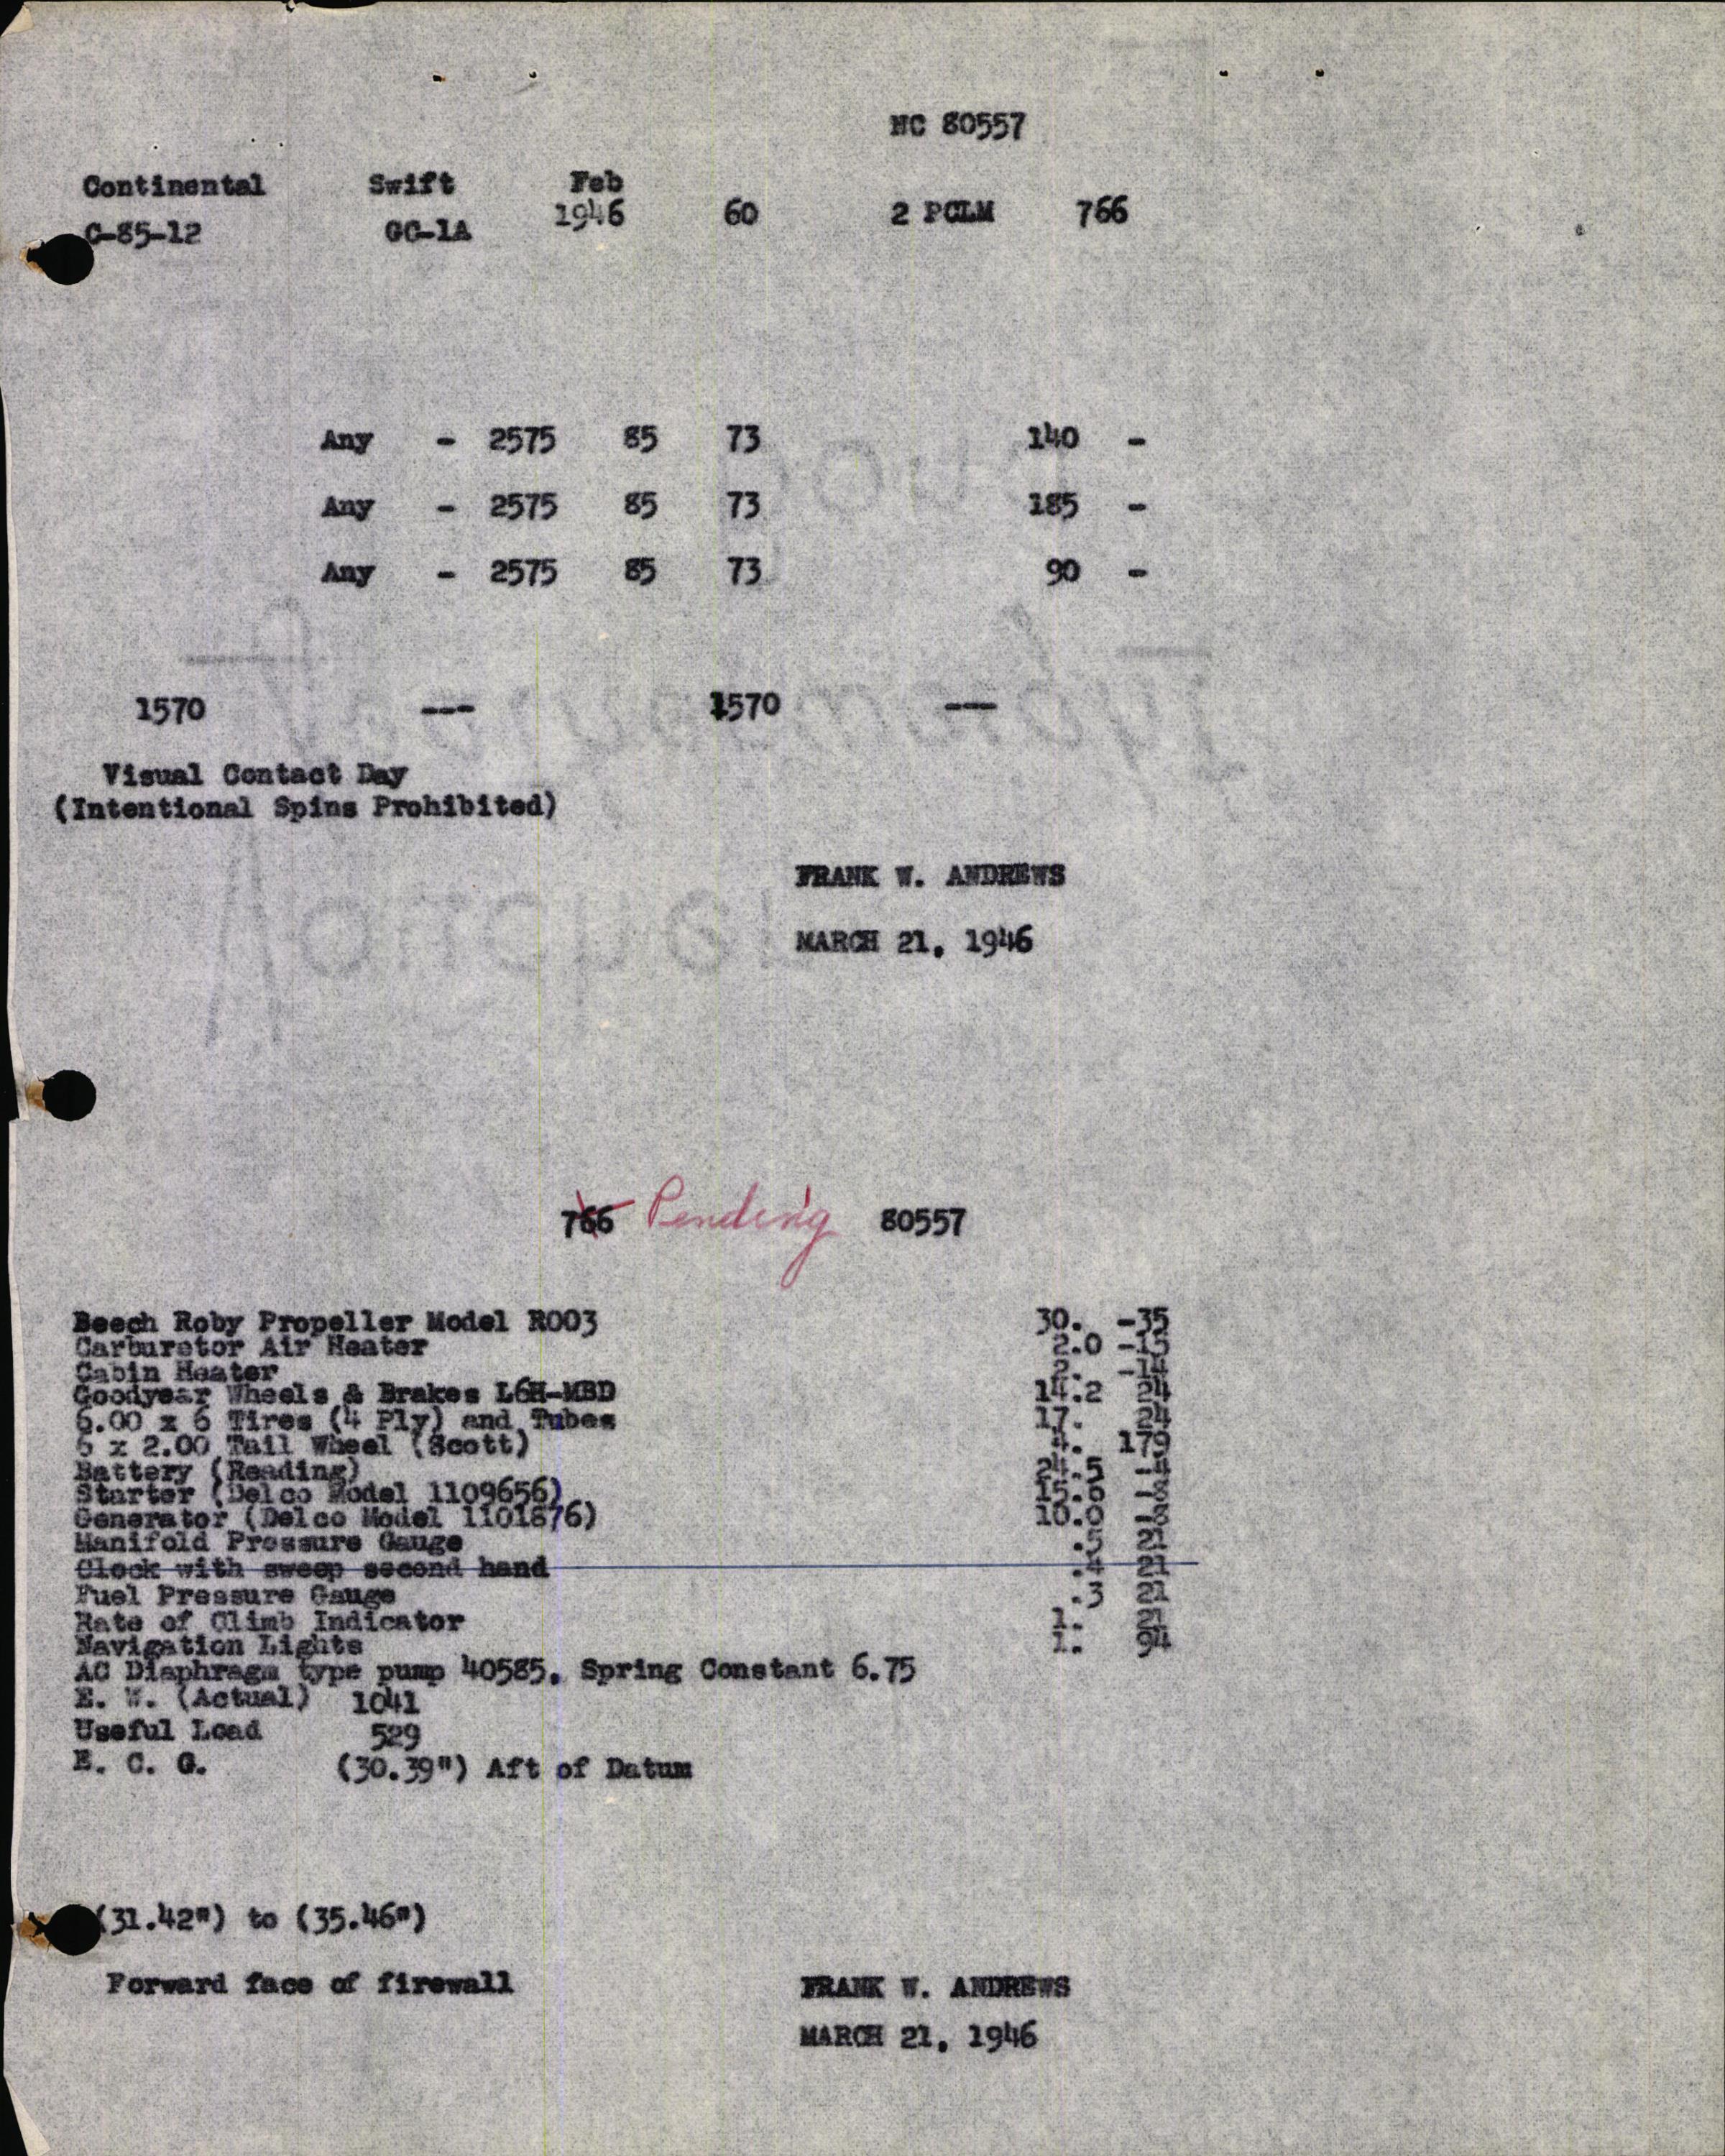 NC 80557
Continental Swift Feb
C-85-12 GC-1A 1946 60 2 PCLM 766
Any - 2575 85 73 140 -
Any - 2575 85 73 185 -
Any - 2575 85 73 90 -
1570 --- 1570 ---
Visual Contact Day
(Intentional Spins Prohibited)
FRANK W. ANDREWS
MARCH 21, 1946
766 Pending 80557
Beech Roby Propeller Model R003 30. -35
Carburetor Air Heater 2.0 -13
Cabin Heater 2. -14
Goodyear Wheels & Brakes L6H-MBD 14.2 24
6.00 x 6 Tires (4 Ply) and Tubes 17. 24
6 x 2.00 Tail Wheel (Scott) 4. 179
Battery (Reading) 24.5 -4
Starter (Delco Model 1109656) 15.6 -8
Generator (Delco Model 1101876) 10.0 -8
Manifold Pressure Gauge .5 21
Clock with sweep second hand .4 21
Fuel Pressure Gauge .3 21
Rate of Climb Indicator 1. 21
Navigation Lights 1. 94
AC Diaphragm type pump 40585, Spring Constant 6.75
E. W. (Actual) 1041
Useful Load 529
E. C. G. (30.39") Aft of Datum
(31.42") to (35.46")
Forward face of firewall
FRANK W. ANDREWS
MARCH 21, 1946